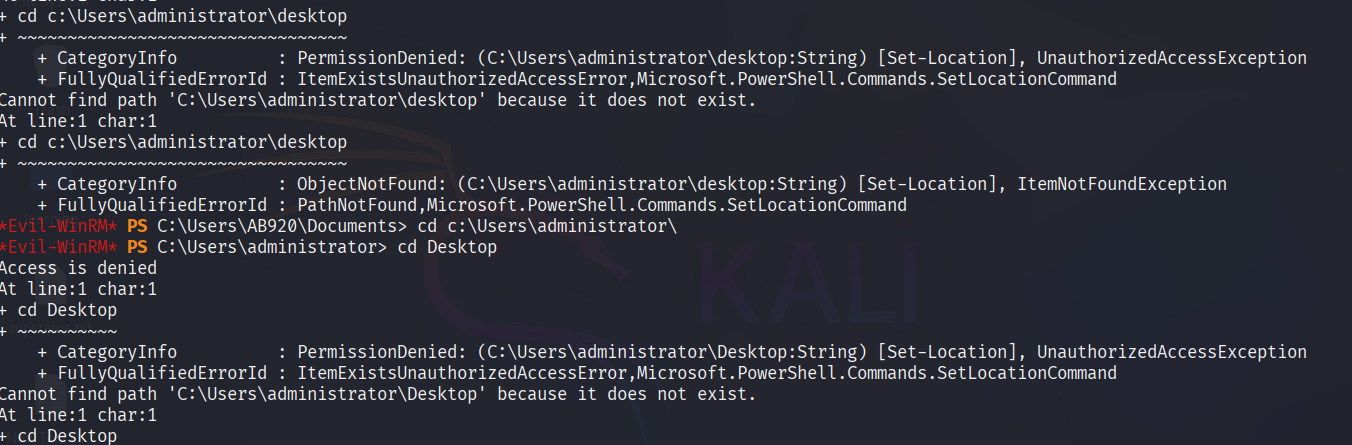 + cd c:\Users\administrator\desktop
+ ~~~~~~~~~~~~~~~~~~~~~~~~~~~~~~~~~
    + CategoryInfo          : PermissionDenied: (C:\Users\administrator\desktop:String) [Set-Location], UnauthorizedAccessException
    + FullyQualifiedErrorId : ItemExistsUnauthorizedAccessError,Microsoft.PowerShell.Commands.SetLocationCommand
Cannot find path 'C:\Users\administrator\desktop' because it does not exist.
At line:1 char:1
+ cd c:\Users\administrator\desktop
+ ~~~~~~~~~~~~~~~~~~~~~~~~~~~~~~~~~
    + CategoryInfo          : ObjectNotFound: (C:\Users\administrator\desktop:String) [Set-Location], ItemNotFoundException
    + FullyQualifiedErrorId : PathNotFound,Microsoft.PowerShell.Commands.SetLocationCommand
*Evil-WinRM* PS C:\Users\AB920\Documents> cd c:\Users\administrator\
*Evil-WinRM* PS C:\Users\administrator> cd Desktop
Access is denied
At line:1 char:1
+ cd Desktop
+ ~~~~~~~~~~
    + CategoryInfo          : PermissionDenied: (C:\Users\administrator\Desktop:String) [Set-Location], UnauthorizedAccessException
    + FullyQualifiedErrorId : ItemExistsUnauthorizedAccessError,Microsoft.PowerShell.Commands.SetLocationCommand
Cannot find path 'C:\Users\administrator\Desktop' because it does not exist.
At line:1 char:1
+ cd Desktop
KALI